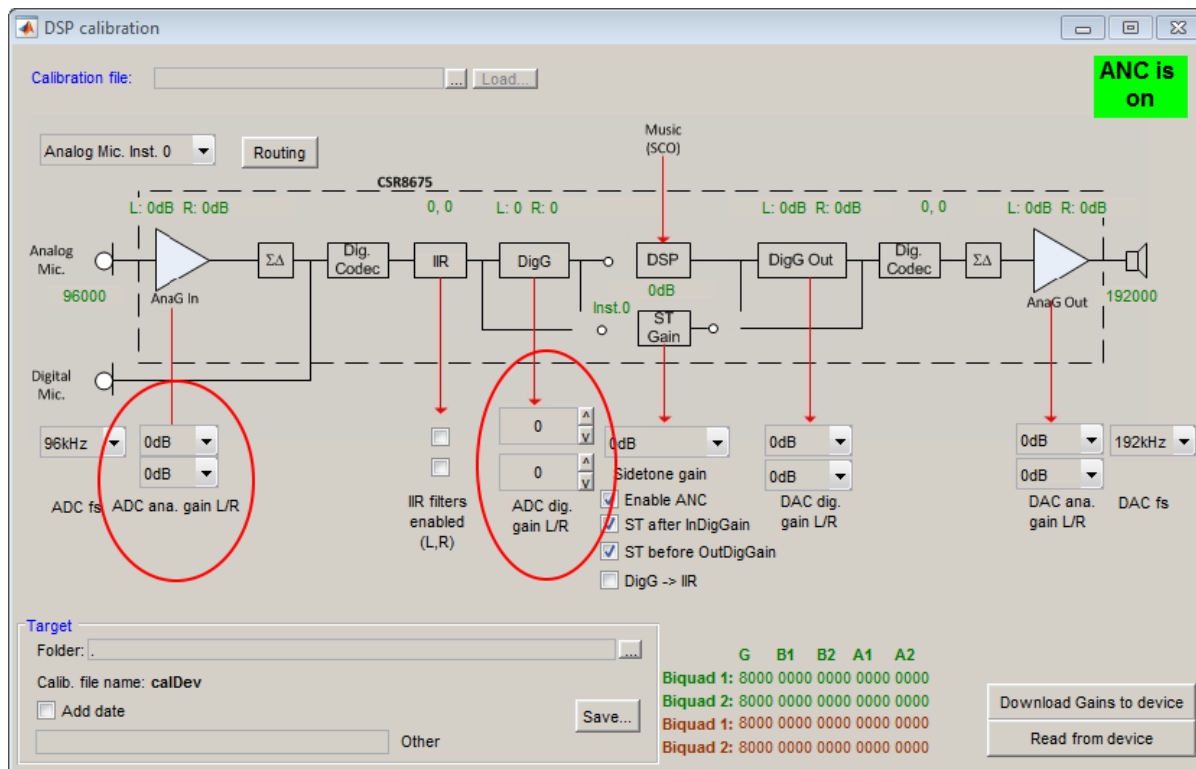 DSP calibration
Calibration file:
...
Load...
ANC is
on
Analog Mic. Inst. 0
Routing
Music
(SCO)
CSR8675
L: 0dB R: 0dB
0, 0
L: 0 R: 0
L: 0dB R: 0dB
0, 0
L: 0dB R: 0dB
Analog
Mic.
96000
AnaG In
ΣΔ
Dig.
Codec
IIR
DigG
DSP
0dB
DigG Out
Dig.
Codec
ΣΔ
AnaG Out
192000
Inst.0
ST
Gain
Digital
Mic.
96kHz
ADC fs
0dB
0dB
ADC ana. gain L/R
IIR filters
enabled
(L,R)
0
0
ADC dig.
gain L/R
0dB
Sidetone gain
Enable ANC
ST after InDigGain
ST before OutDigGain
DigG -> IIR
0dB
0dB
DAC dig.
gain L/R
0dB
0dB
DAC ana.
gain L/R
192kHz
DAC fs
Target
Folder: .
...
Calib. file name: calDev
Add date
Save...
Other
G B1 B2 A1 A2
Biquad 1: 8000 0000 0000 0000 0000
Biquad 2: 8000 0000 0000 0000 0000
Biquad 1: 8000 0000 0000 0000 0000
Biquad 2: 8000 0000 0000 0000 0000
Download Gains to device
Read from device